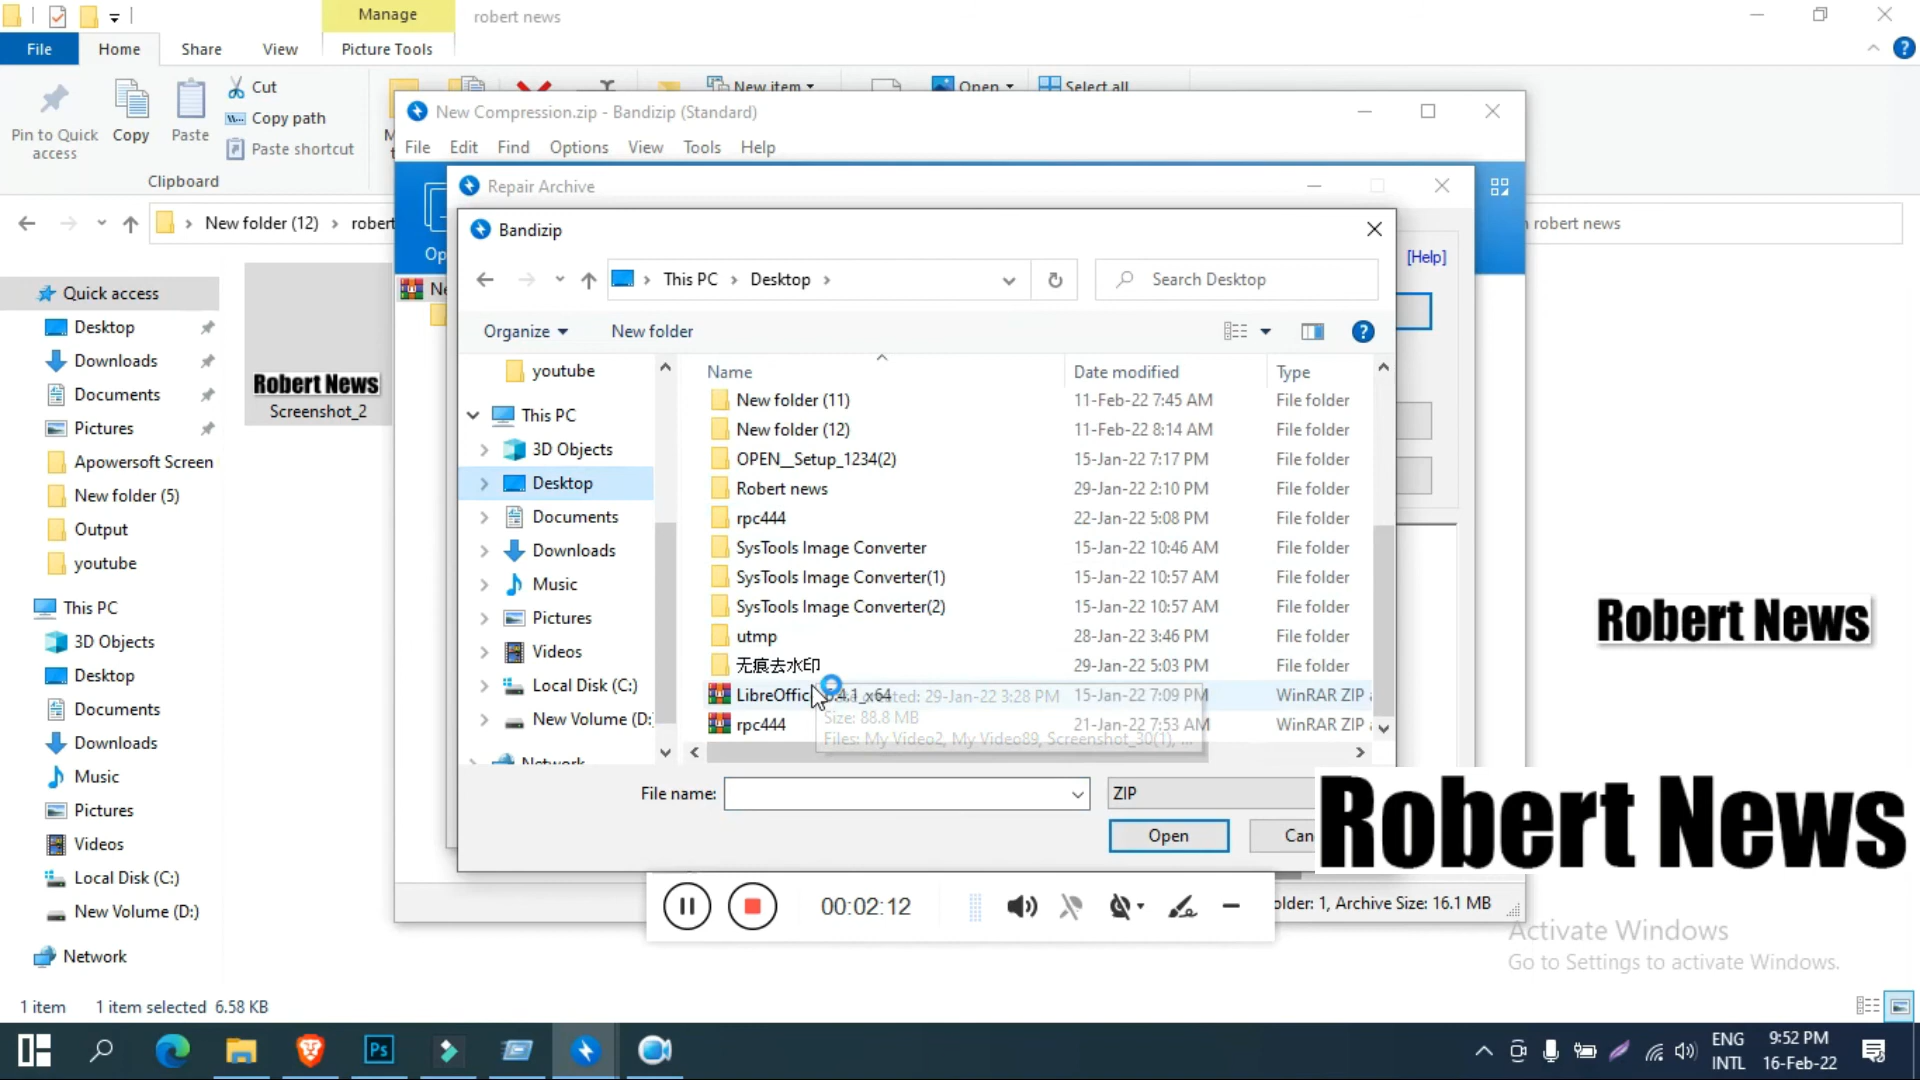 Manage
robert news
File
Home
Share
View
Picture Tools
Pin to Quick access
Copy
Paste
Cut
Copy path
Paste shortcut
Clipboard
New item
Open
Select all
New folder (12)
robert news
Quick access
Desktop
Downloads
Documents
Pictures
Apowersoft Screen
New folder (5)
Output
youtube
This PC
3D Objects
Desktop
Documents
Downloads
Music
Pictures
Videos
Local Disk (C:)
New Volume (D:)
Network
Robert News
Screenshot_2
New Compression.zip - Bandizip (Standard)
File
Edit
Find
Options
View
Tools
Help
Repair Archive
[Help]
Bandizip
This PC
Desktop
Search Desktop
Organize
New folder
youtube
This PC
3D Objects
Desktop
Documents
Downloads
Music
Pictures
Videos
Local Disk (C:)
New Volume (D:
Network
Name
Date modified
Type
New folder (11) 11-Feb-22 7:45 AM File folder
New folder (12) 11-Feb-22 8:14 AM File folder
OPEN__Setup_1234(2) 15-Jan-22 7:17 PM File folder
Robert news 29-Jan-22 2:10 PM File folder
rpc444 22-Jan-22 5:08 PM File folder
SysTools Image Converter 15-Jan-22 10:46 AM File folder
SysTools Image Converter(1) 15-Jan-22 10:57 AM File folder
SysTools Image Converter(2) 15-Jan-22 10:57 AM File folder
utmp 28-Jan-22 3:46 PM File folder
无痕去水印 29-Jan-22 5:03 PM File folder
LibreOffic 15-Jan-22 7:09 PM WinRAR ZIP
rpc444 21-Jan-22 7:53 AM WinRAR ZIP
29-Jan-22 3:28 PM
Size: 88.8 MB
Files: My Video2, My Video89, Screenshot_30(1), ...
File name:
ZIP
Open
Can
00:02:12
older: 1, Archive Size: 16.1 MB
Robert News
Robert News
Activate Windows
Go to Settings to activate Windows.
1 item
1 item selected 6.58 KB
Ps
ENG
INTL
9:52 PM
16-Feb-22